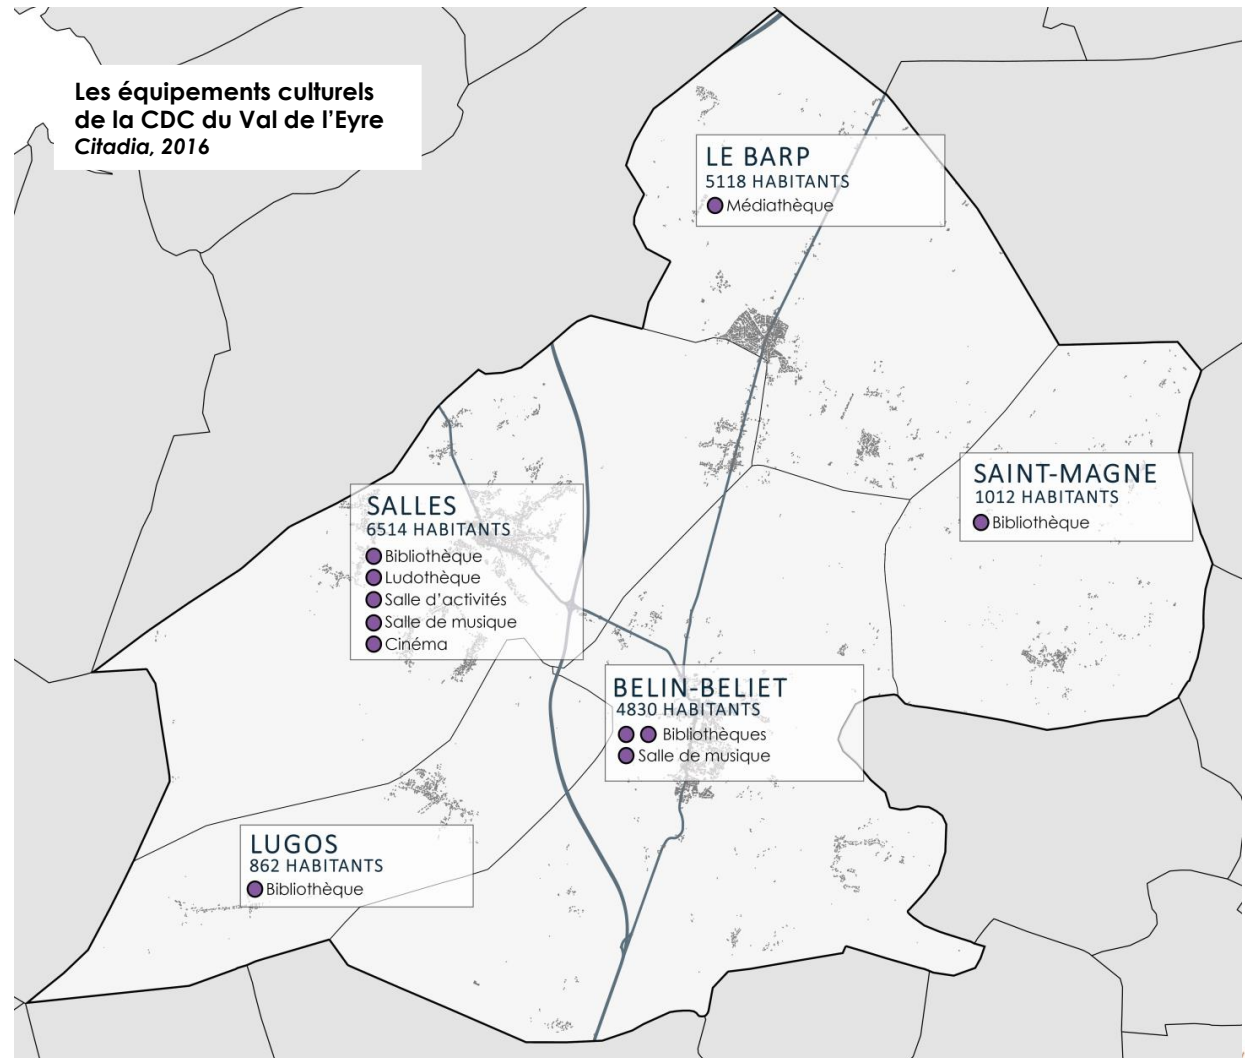 Les équipements culturels
de la CDC du Val de l'Eyre
Citadia, 2016
LE BARP
5118 HABITANTS
Médiathèque
SAINT-MAGNE
1012 HABITANTS
Bibliothèque
SALLES
6514 HABITANTS
Bibliothèque
Ludothèque
Salle d'activités
Salle de musique
Cinéma
BELIN-BELIET
4830 HABITANTS
Bibliothèques
Salle de musique
LUGOS
862 HABITANTS
Bibliothèque